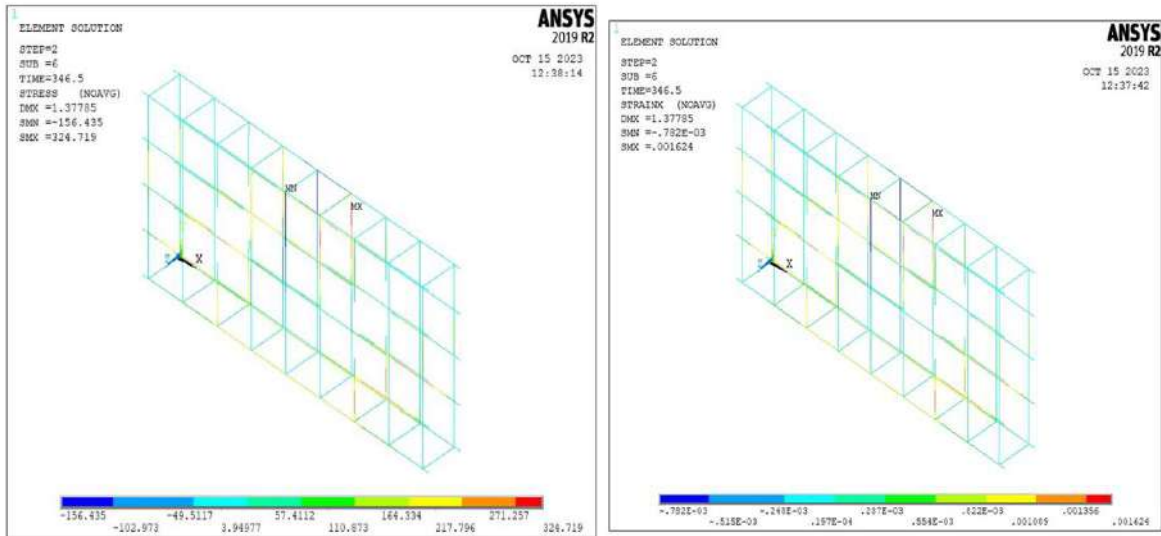 1
ELEMENT SOLUTION
STEP=2
SUB =6
TIME=346.5
STRESS (NOAVG)
DMX =1.37785
SMN =-156.435
SMX =324.719
ANSYS
2019 R2
OCT 15 2023
12:38:14
MN
MX
Z
X
-156.435
-102.973
-49.5117
3.94977
57.4112
110.873
164.334
217.796
271.257
324.719
1
ELEMENT SOLUTION
STEP=2
SUB =6
TIME=346.5
STRAINX (NOAVG)
DMX =1.37785
SMN =-.782E-03
SMX =.001624
ANSYS
2019 R2
OCT 15 2023
12:37:42
MN
MX
Z
X
-.782E-03
-.515E-03
-.248E-03
.197E-04
.287E-03
.554E-03
.822E-03
.001089
.001356
.001624